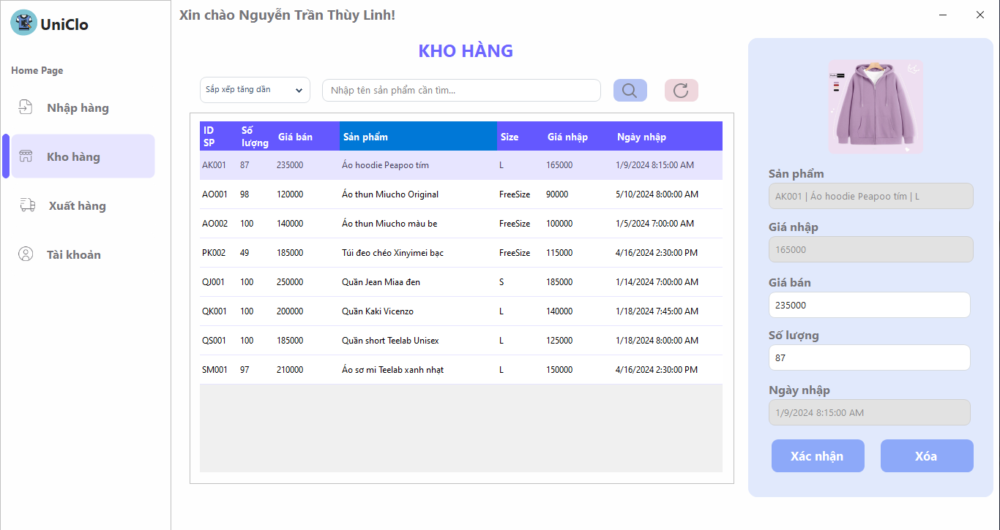 UniClo
Xin chào Nguyễn Trần Thùy Linh!
Home Page
Nhập hàng
Kho hàng
Xuất hàng
Tài khoản
KHO HÀNG
Sắp xếp tăng dần
Nhập tên sản phẩm cần tìm...
ID SP Số lượng Giá bán Sản phẩm Size Giá nhập Ngày nhập
AK001 87 235000 Áo hoodie Peapoo tím L 165000 1/9/2024 8:15:00 AM
AO001 98 120000 Áo thun Miucho Original FreeSize 90000 5/10/2024 8:00:00 AM
AO002 100 140000 Áo thun Miucho màu be FreeSize 100000 1/5/2024 7:00:00 AM
PK002 49 185000 Túi đeo chéo Xinyimei bạc FreeSize 115000 4/16/2024 2:30:00 PM
QJ001 100 250000 Quần Jean Miaa đen S 185000 1/14/2024 7:00:00 AM
QK001 100 200000 Quần Kaki Vicenzo L 140000 1/18/2024 7:45:00 AM
QS001 100 185000 Quần short Teelab Unisex L 125000 1/18/2024 8:00:00 AM
SM001 97 210000 Áo sơ mi Teelab xanh nhạt L 150000 4/16/2024 2:30:00 PM
Sản phẩm
AK001 | Áo hoodie Peapoo tím | L
Giá nhập
165000
Giá bán
235000
Số lượng
87
Ngày nhập
1/9/2024 8:15:00 AM
Xác nhận
Xóa